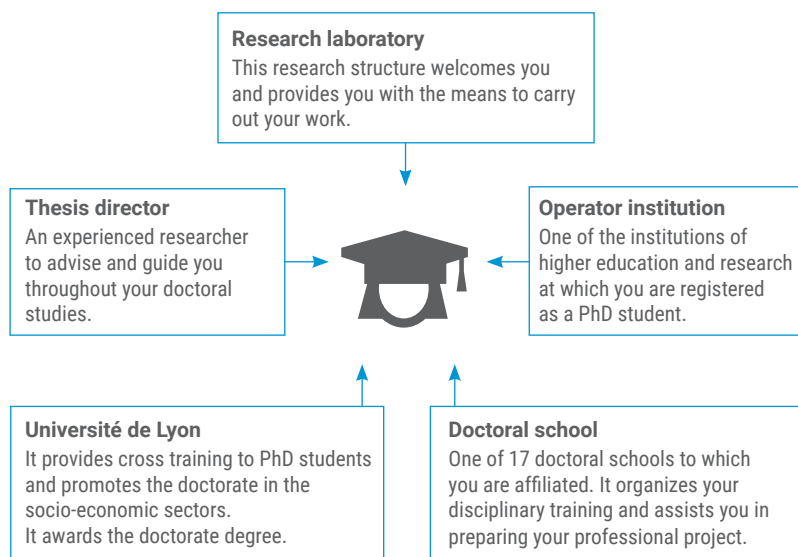 Research laboratory
This research structure welcomes you
and provides you with the means to carry
out your work.
Thesis director
An experienced researcher
to advise and guide you
throughout your doctoral
studies.
Operator institution
One of the institutions of
higher education and research
at which you are registered
as a PhD student.
Université de Lyon
It provides cross training to PhD students
and promotes the doctorate in the
socio-economic sectors.
It awards the doctorate degree.
Doctoral school
One of 17 doctoral schools to which
you are affiliated. It organizes your
disciplinary training and assists you in
preparing your professional project.